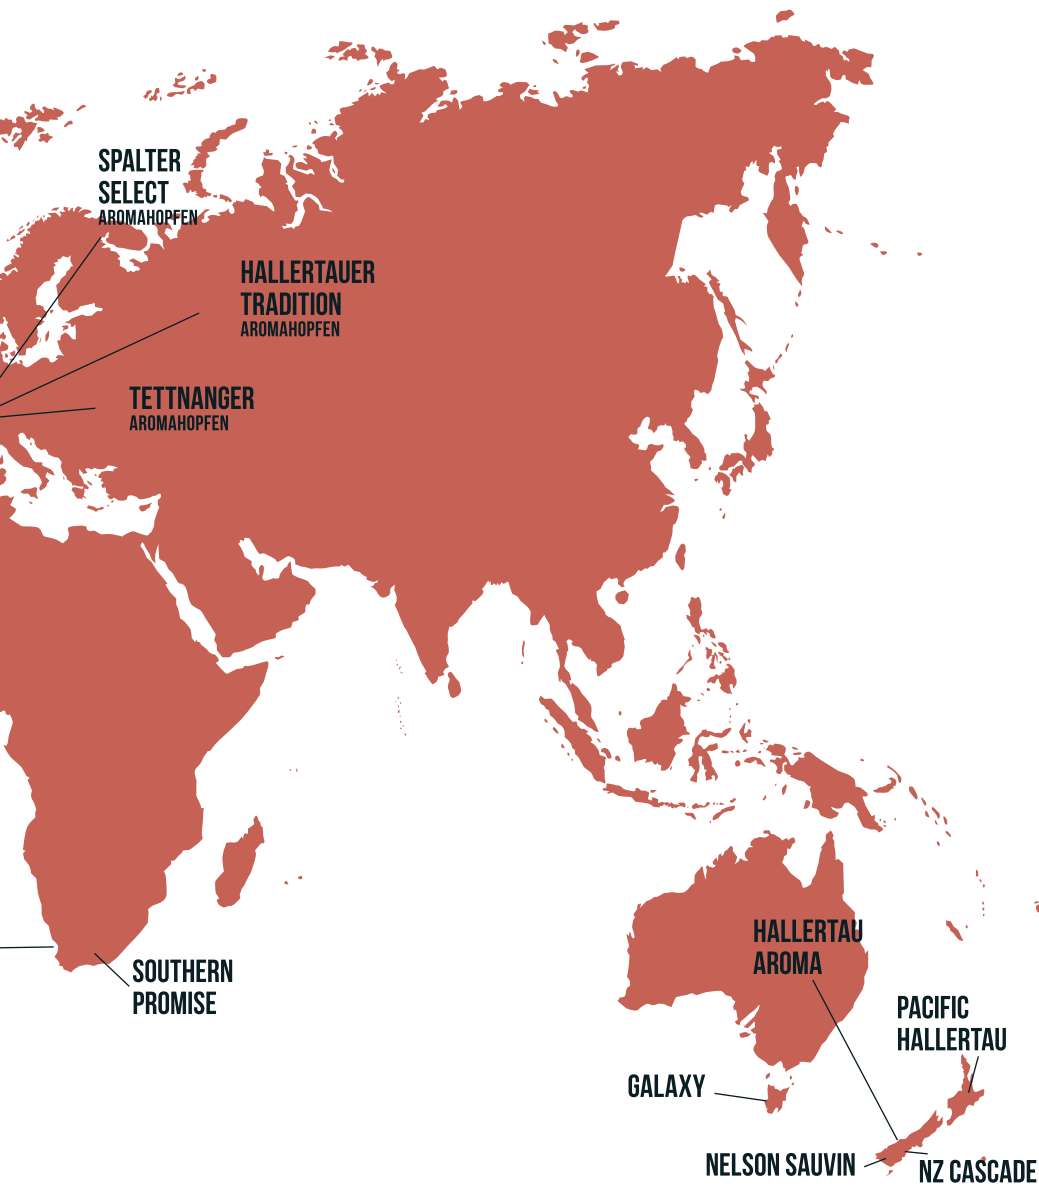 SPALTER
SELECT
AROMAHOPFEN
HALLERTAUER
TRADITION
AROMAHOPFEN
TETTNANGER
AROMAHOPFEN
HALLERTAU
AROMA
SOUTHERN
PROMISE
PACIFIC
HALLERTAU
GALAXY
NELSON SAUVIN
NZ CASCADE